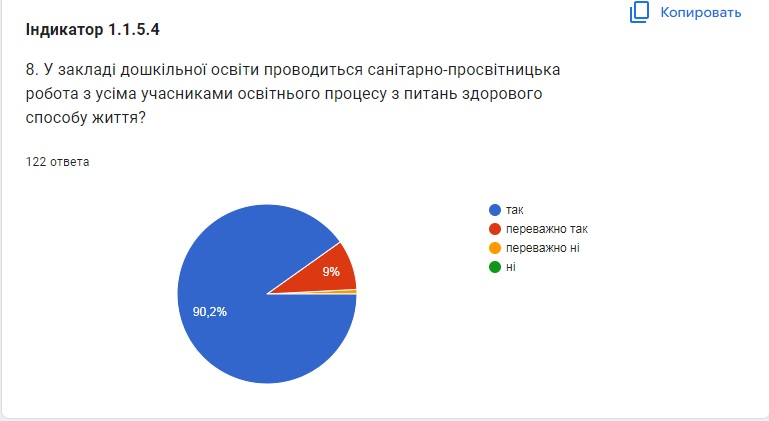 Копировать
Індикатор 1.1.5.4
8. У закладі дошкільної освіти проводиться санітарно-просвітницька
робота з усіма учасниками освітнього процесу з питань здорового
способу життя?
122 ответа
так
переважно так
переважно ні
ні
9%
90,2%